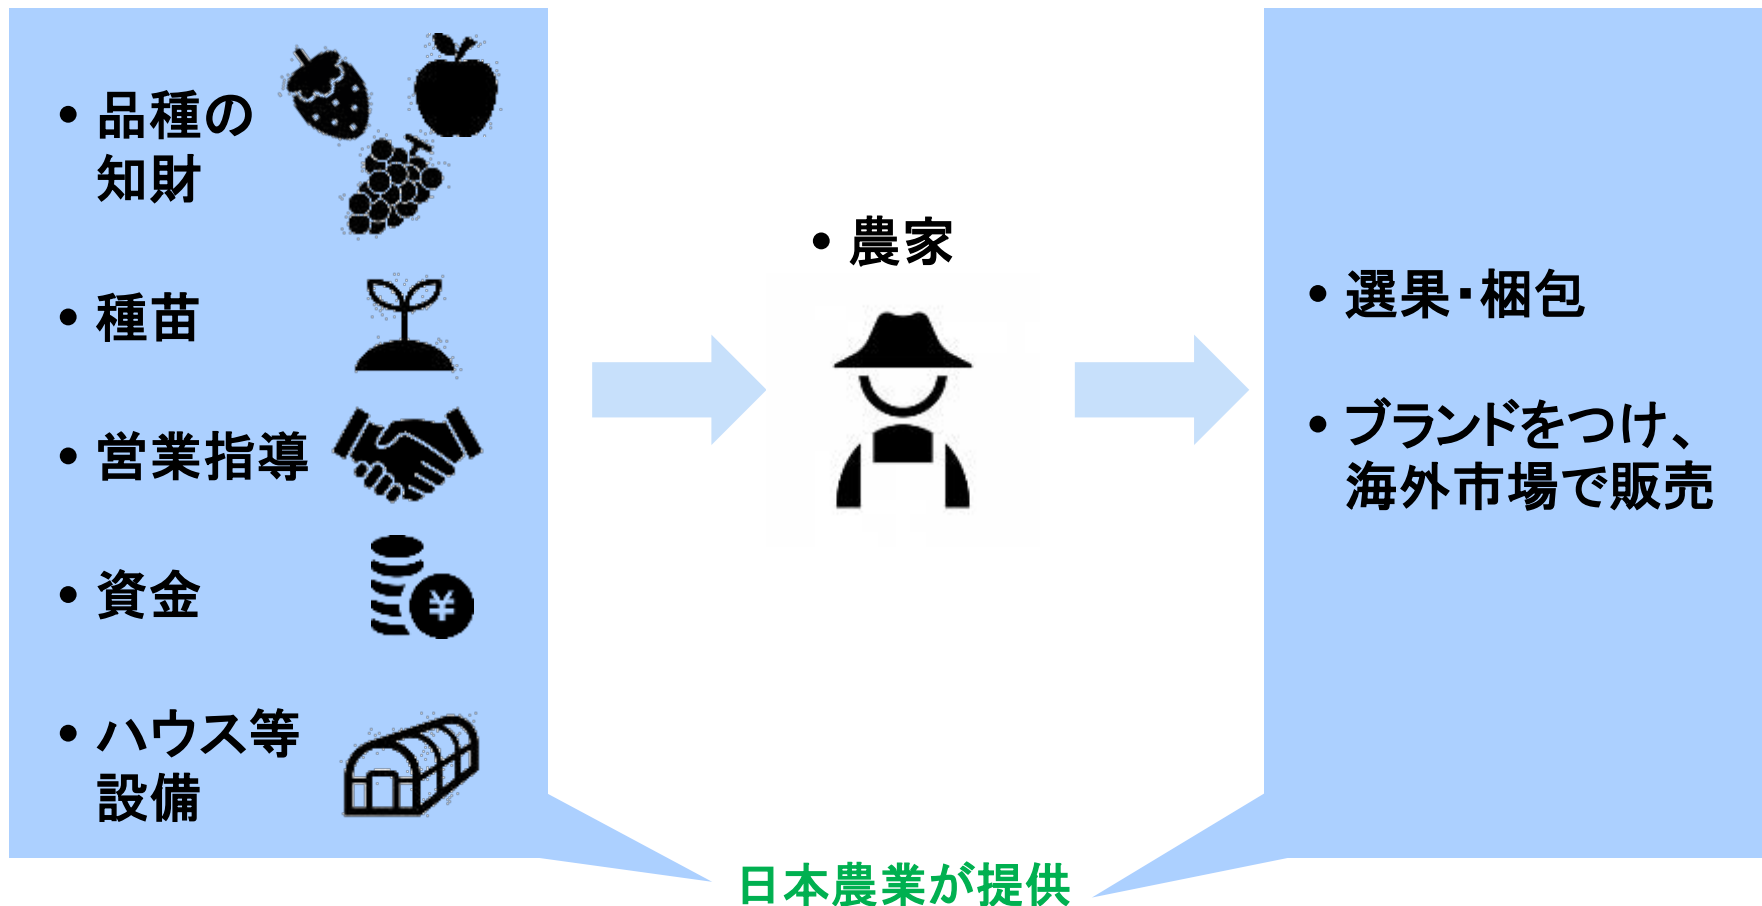 • 品種の
知財
• 種苗
• 営業指導
• 資金
¥
• ハウス等
設備
• 農家
• 選果・梱包
• ブランドをつけ、
海外市場で販売
日本農業が提供